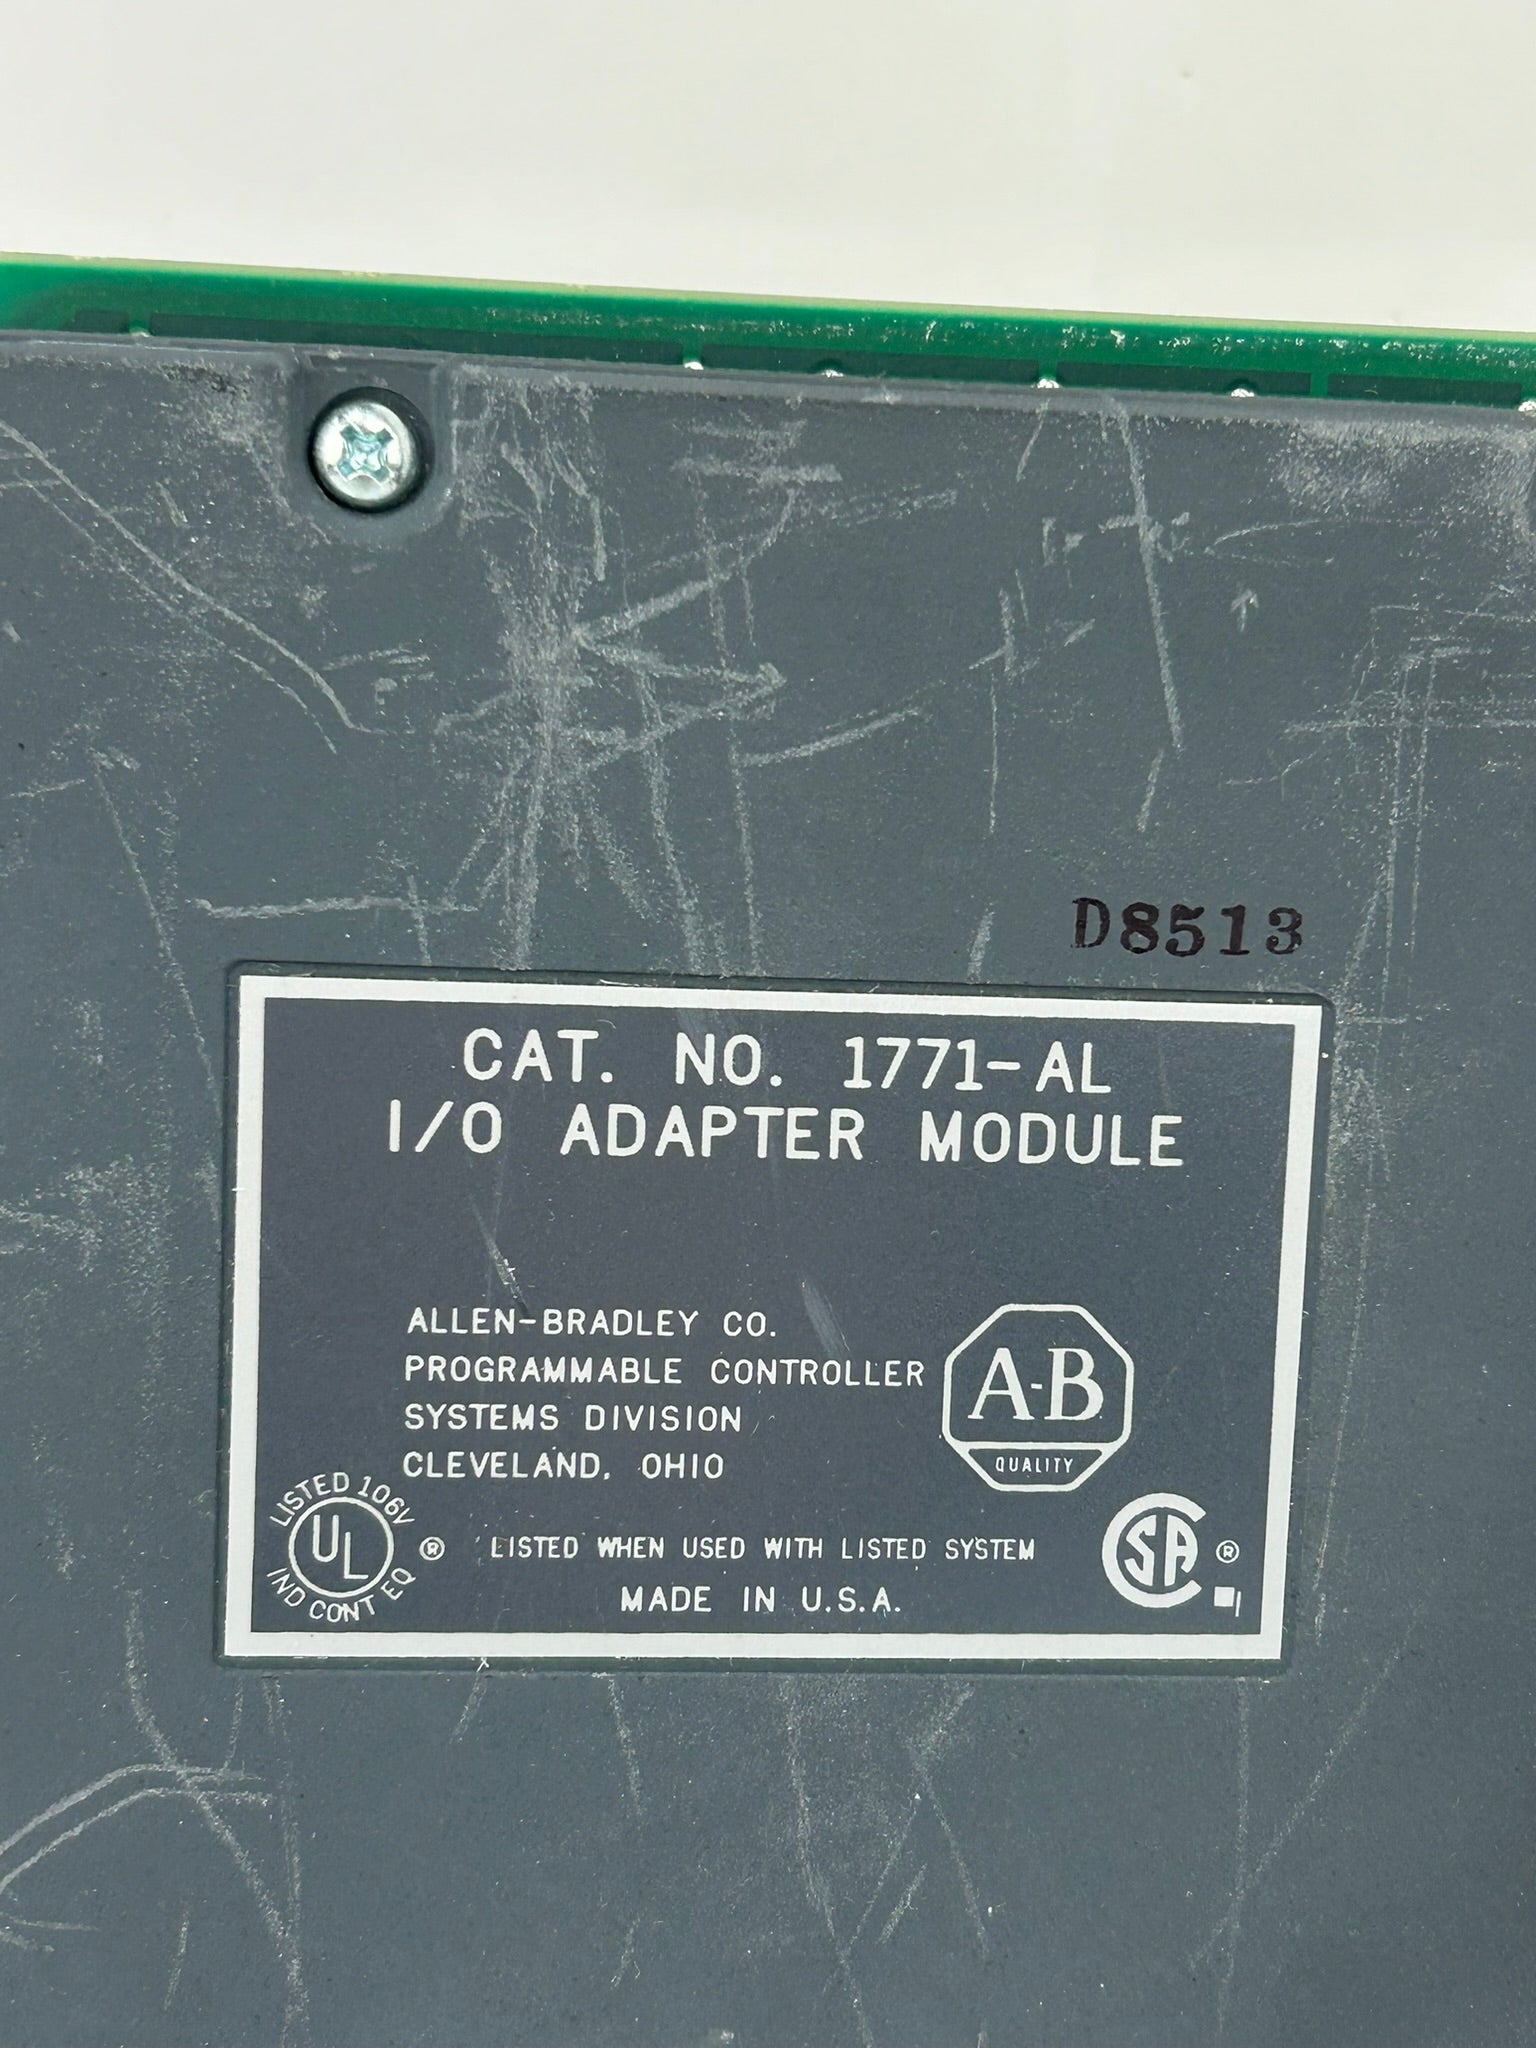 D8513
CAT. NO. 1771-AL
I/O ADAPTER MODULE
ALLEN-BRADLEY CO.
PROGRAMMABLE CONTROLLER
SYSTEMS DIVISION
CLEVELAND, OHIO
A-B
QUALITY
LISTED 106V
UL
IND CONT EQ
®
LISTED WHEN USED WITH LISTED SYSTEM
MADE IN U.S.A.
SA
®